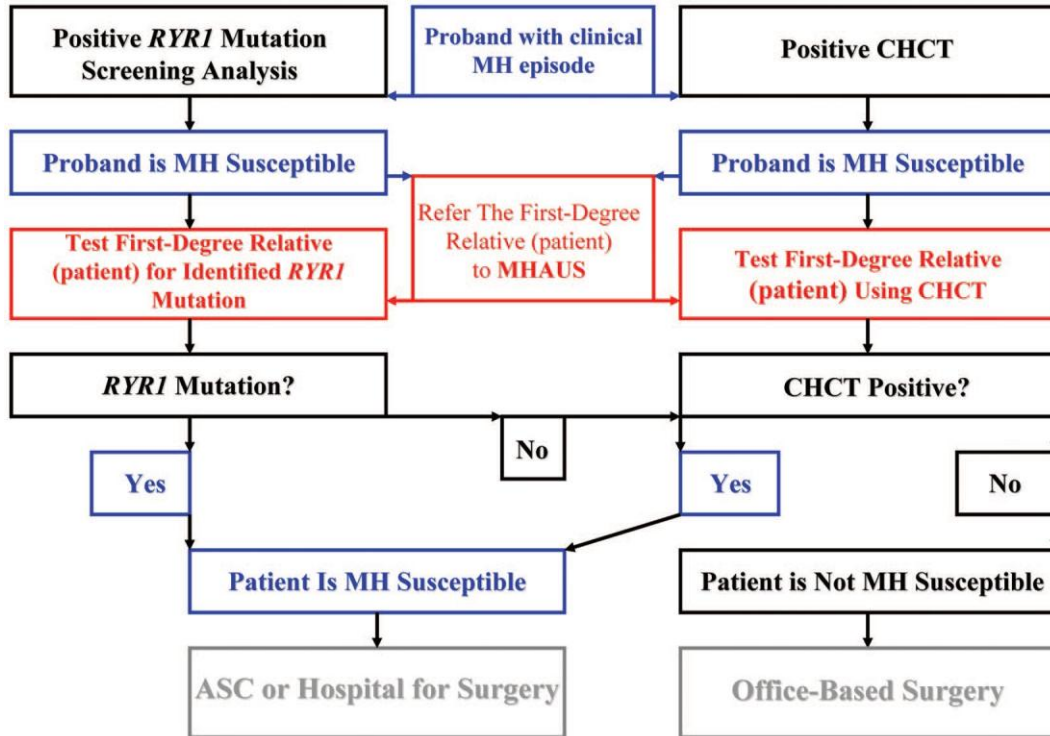 Positive RYR1 Mutation
Screening Analysis
Proband with clinical
MH episode
Positive CHCT
Proband is MH Susceptible
Proband is MH Susceptible
Refer The First-Degree
Relative (patient)
to MHAUS
Test First-Degree Relative
(patient) for Identified RYR1
Mutation
Test First-Degree Relative
(patient) Using CHCT
RYR1 Mutation?
CHCT Positive?
No
Yes
Yes
No
Patient Is MH Susceptible
Patient is Not MH Susceptible
ASC or Hospital for Surgery
Office-Based Surgery